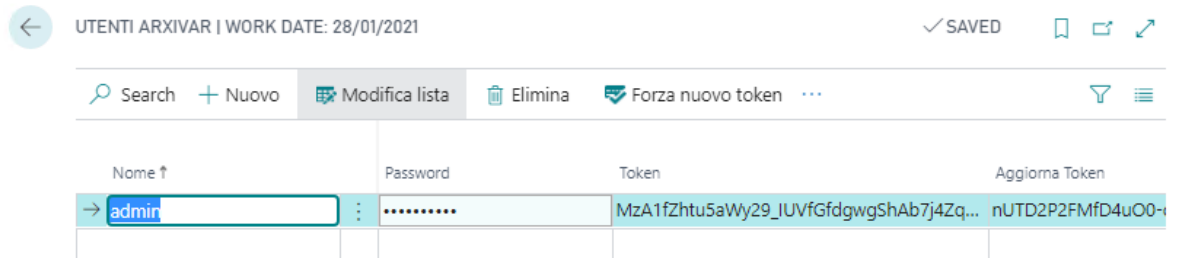 UTENTI ARXIVAR | WORK DATE: 28/01/2021 SAVED
Search Nuovo Modifica lista Elimina Forza nuovo token ...
Nome ↑ Password Token Aggiorna Token
admin •••••••••• MzA1fZhtu5aWy29_IUVfGfdgwgShAb7j4Zq... nUTD2P2FMfD4uO0-